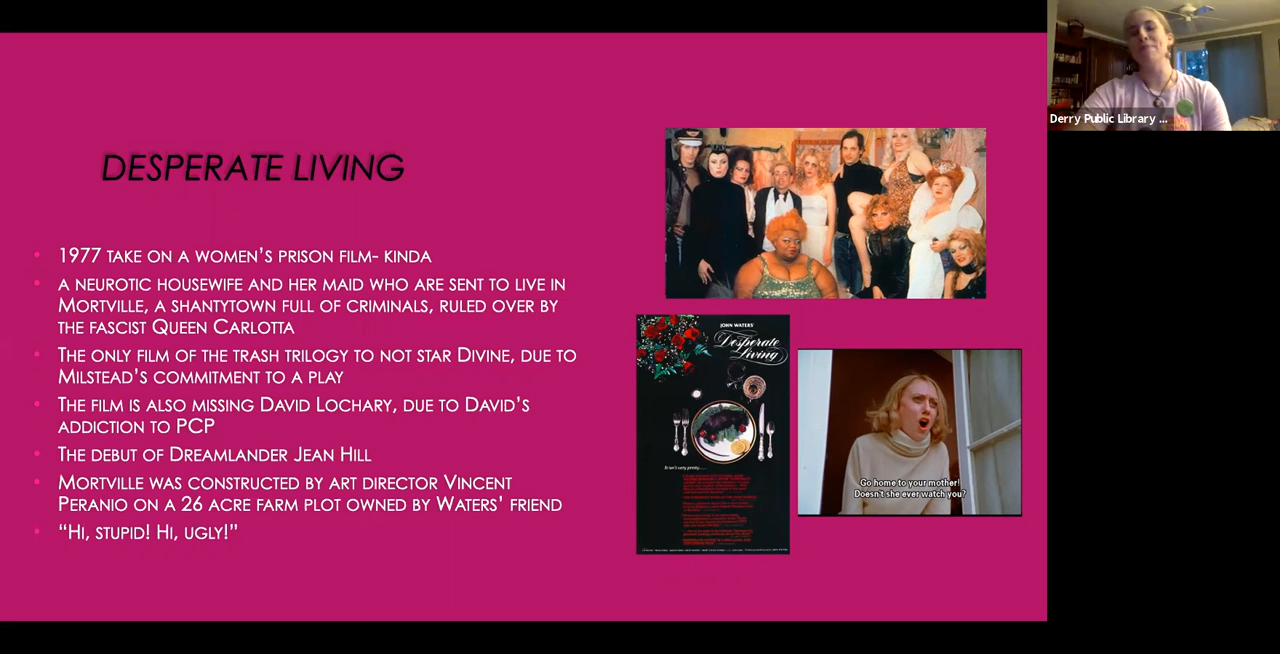 DESPERATE LIVING
1977 TAKE ON A WOMEN'S PRISON FILM- KINDA
A NEUROTIC HOUSEWIFE AND HER MAID WHO ARE SENT TO LIVE IN
MORTVILLE, A SHANTYTOWN FULL OF CRIMINALS, RULED OVER BY
THE FASCIST QUEEN CARLOTTA
THE ONLY FILM OF THE TRASH TRILOGY TO NOT STAR DIVINE, DUE TO
MILSTEAD'S COMMITMENT TO A PLAY
THE FILM IS ALSO MISSING DAVID LOCHARY, DUE TO DAVID'S
ADDICTION TO PCP
THE DEBUT OF DREAMLANDER JEAN HILL
MORTVILLE WAS CONSTRUCTED BY ART DIRECTOR VINCENT
PERANIO ON A 26 ACRE FARM PLOT OWNED BY WATERS' FRIEND
"HI, STUPID! HI, UGLY!"
JOHN WATERS'
Desperate
Living
It isn't very pretty......
Go home to your mother!
Doesn't she ever watch you?
Derry Public Library ...